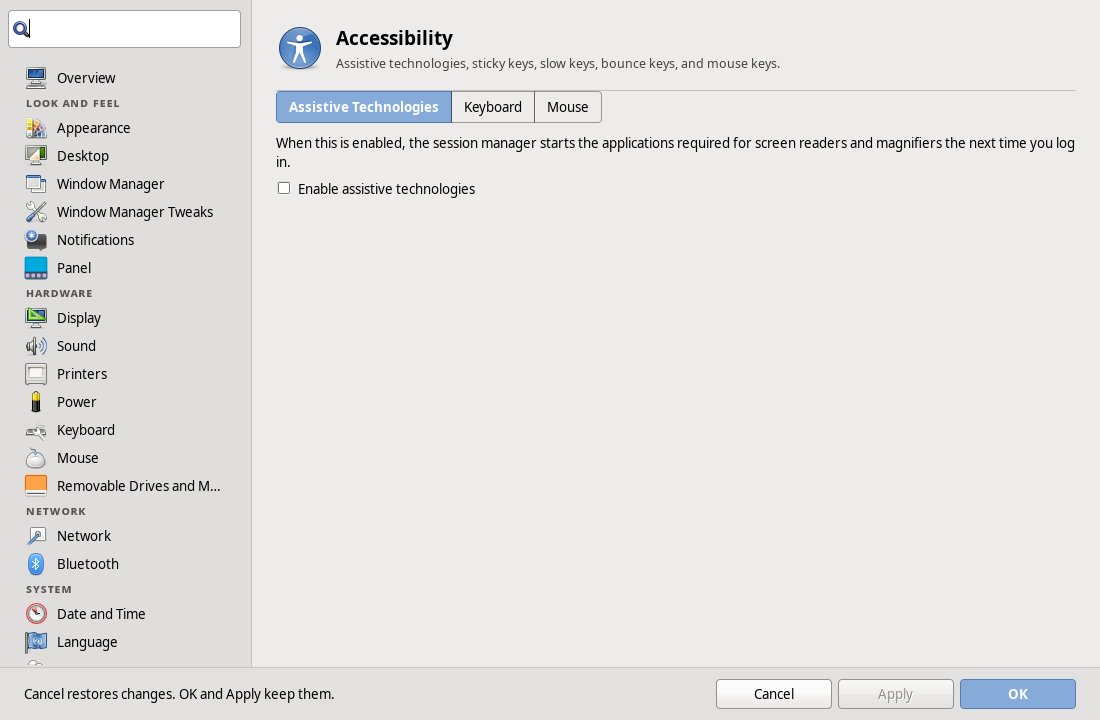 Overview
LOOK AND FEEL
Appearance
Desktop
Window Manager
Window Manager Tweaks
Notifications
Panel
HARDWARE
Display
Sound
Printers
Power
Keyboard
Mouse
Removable Drives and M...
NETWORK
Network
Bluetooth
SYSTEM
Date and Time
Language
Accessibility
Assistive technologies, sticky keys, slow keys, bounce keys, and mouse keys.
Assistive Technologies Keyboard Mouse
When this is enabled, the session manager starts the applications required for screen readers and magnifiers the next time you log
in.
Enable assistive technologies
Cancel restores changes. OK and Apply keep them.
Cancel Apply OK